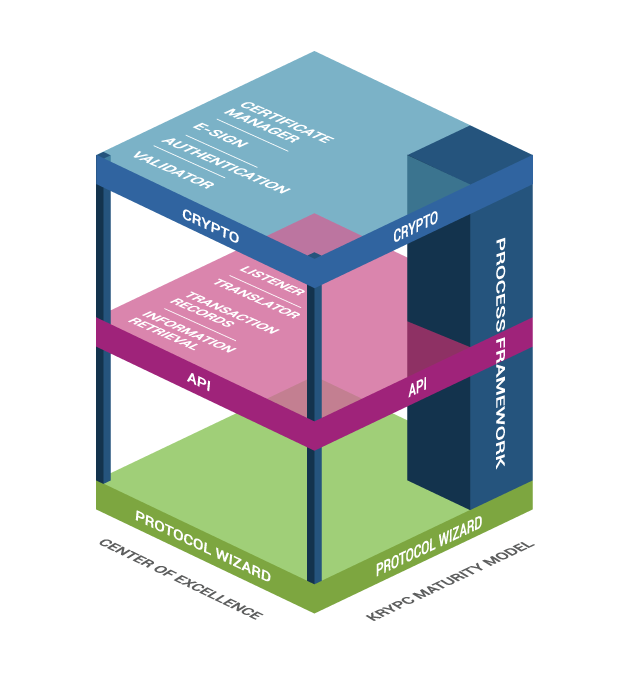 CERTIFICATE
MANAGER
E-SIGN
AUTHENTICATION
VALIDATOR
CRYPTO
CRYPTO
LISTENER
TRANSLATOR
TRANSACTION
RECORDS
INFORMATION
RETRIEVAL
API
API
PROCESS FRAMEWORK
PROTOCOL WIZARD
PROTOCOL WIZARD
CENTER OF EXCELLENCE
KRYPC MATURITY MODEL